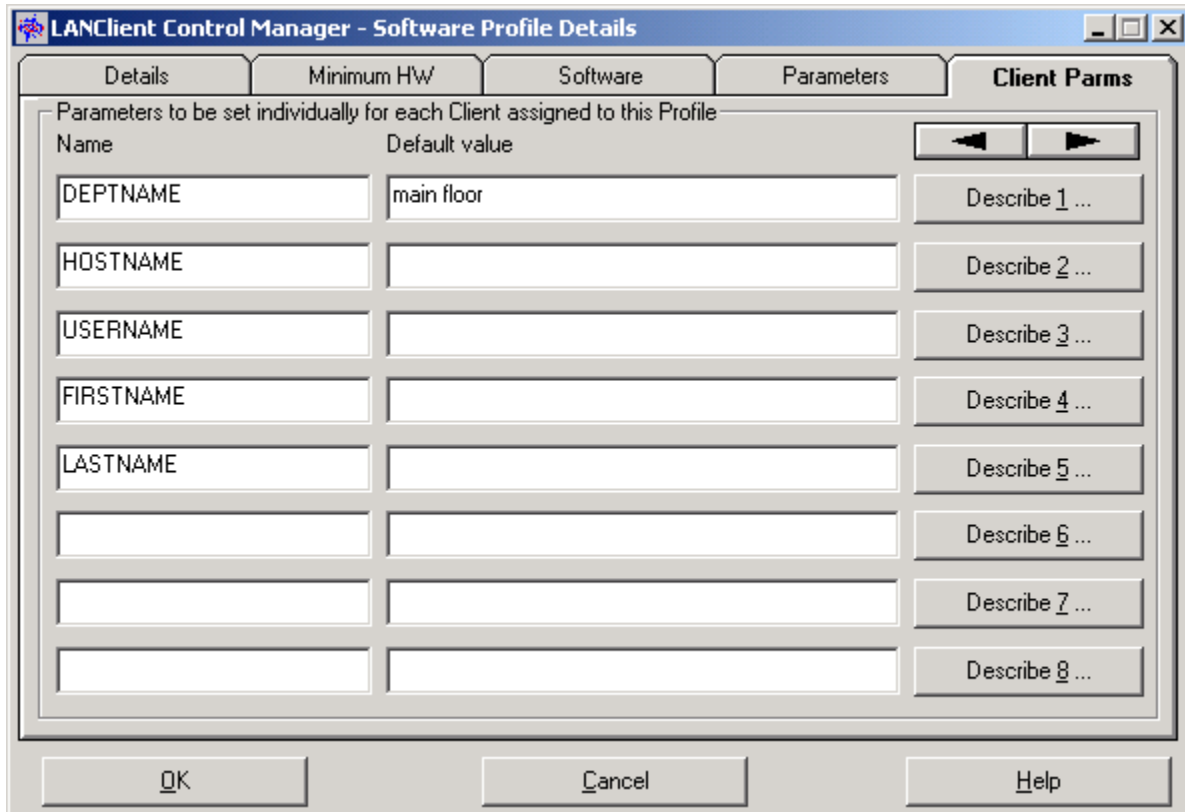 LANClient Control Manager - Software Profile Details
Details Minimum HW Software Parameters Client Parms
Parameters to be set individually for each Client assigned to this Profile
Name Default value
DEPTNAME main floor Describe 1 ...
HOSTNAME Describe 2 ...
USERNAME Describe 3 ...
FIRSTNAME Describe 4 ...
LASTNAME Describe 5 ...
Describe 6 ...
Describe 7 ...
Describe 8 ...
OK Cancel Help